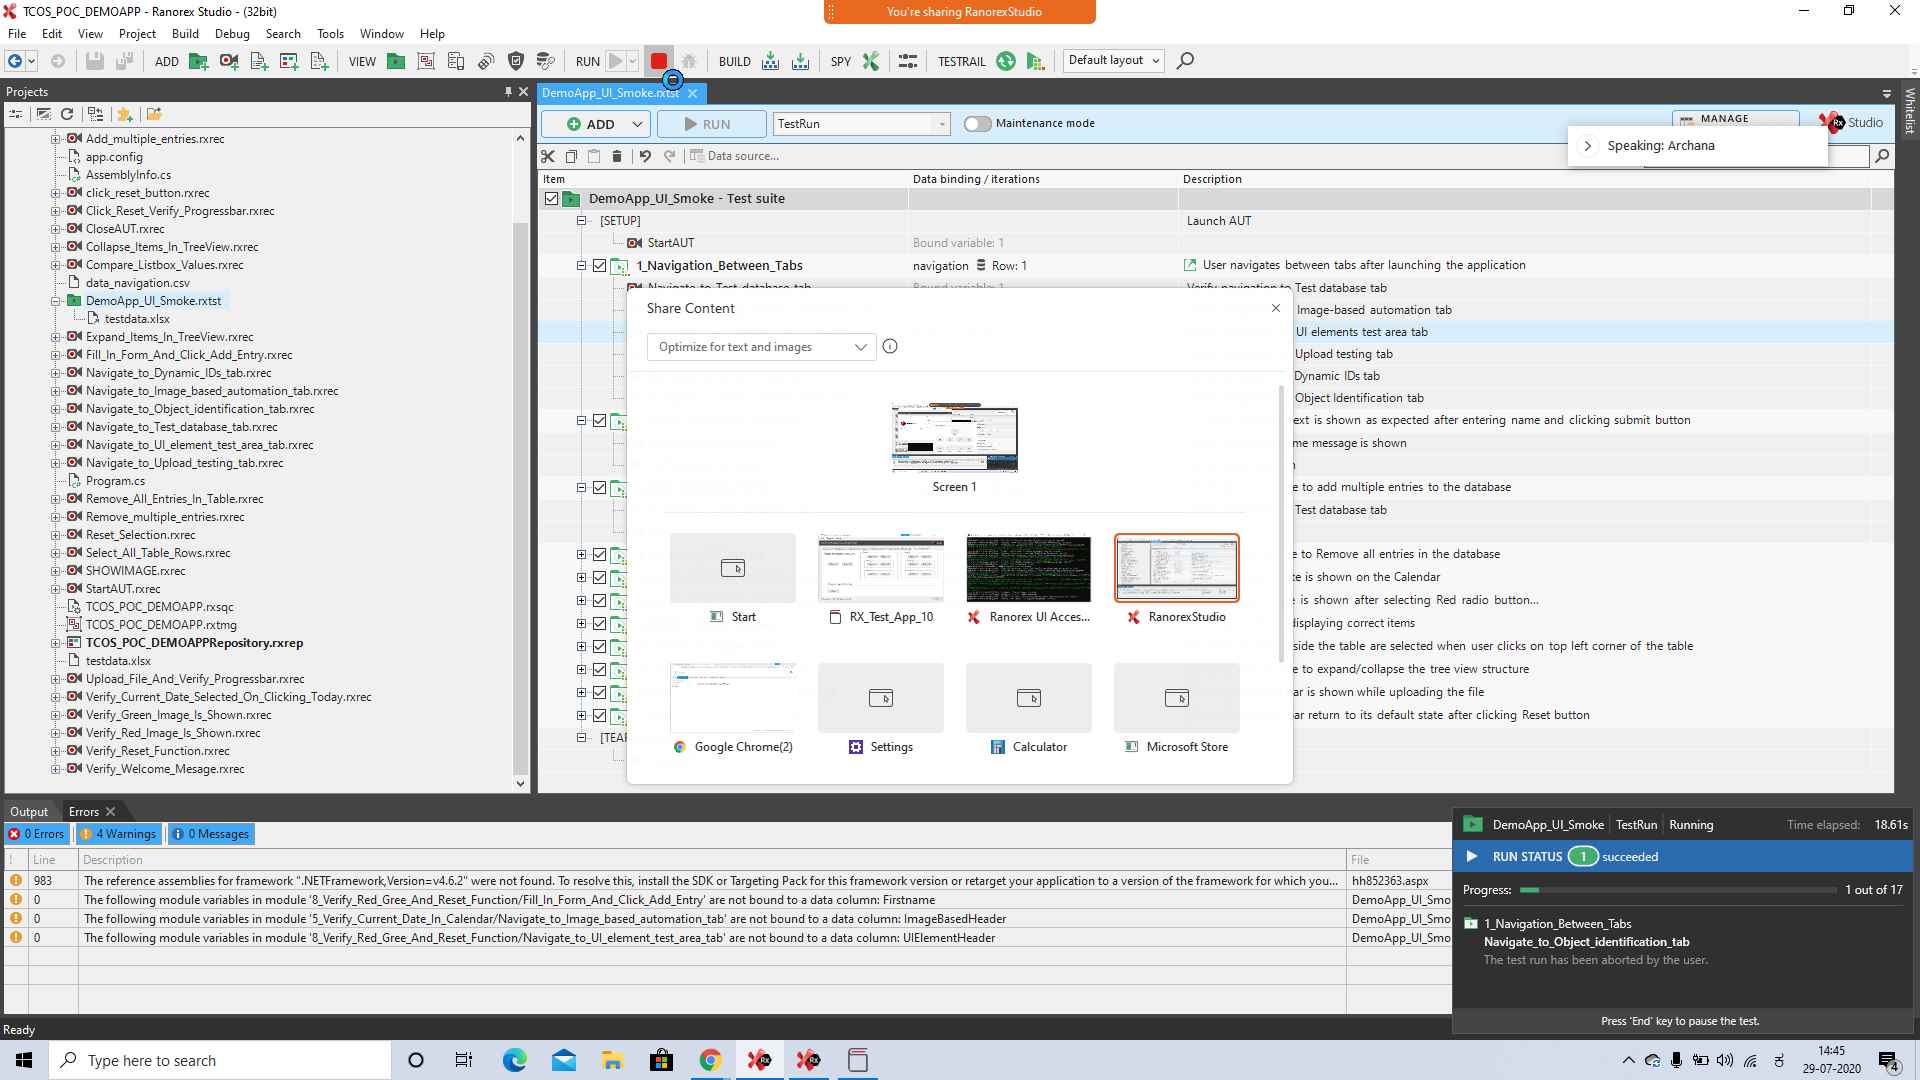 TCOS_POC_DEMOAPP - Ranorex Studio - (32bit)
You're sharing RanorexStudio
File Edit View Project Build Debug Search Tools Window Help
ADD VIEW RUN BUILD SPY TESTRAIL Default layout
Projects
DemoApp_UI_Smoke.rxtst
Whitelist
ADD RUN TestRun Maintenance mode MANAGE Studio
Speaking: Archana
Data source...
Item Data binding / iterations Description
Add_multiple_entries.rxrec
app.config
AssemblyInfo.cs
click_reset_button.rxrec
Click_Reset_Verify_Progressbar.rxrec
CloseAUT.rxrec
Collapse_Items_In_TreeView.rxrec
Compare_Listbox_Values.rxrec
data_navigation.csv
DemoApp_UI_Smoke.rxtst
testdata.xlsx
Expand_Items_In_TreeView.rxrec
Fill_In_Form_And_Click_Add_Entry.rxrec
Navigate_to_Dynamic_IDs_tab.rxrec
Navigate_to_Image_based_automation_tab.rxrec
Navigate_to_Object_identification_tab.rxrec
Navigate_to_Test_database_tab.rxrec
Navigate_to_UI_element_test_area_tab.rxrec
Navigate_to_Upload_testing_tab.rxrec
Program.cs
Remove_All_Entries_In_Table.rxrec
Remove_multiple_entries.rxrec
Reset_Selection.rxrec
Select_All_Table_Rows.rxrec
SHOWIMAGE.rxrec
StartAUT.rxrec
TCOS_POC_DEMOAPP.rxsqc
TCOS_POC_DEMOAPP.rxtmg
TCOS_POC_DEMOAPPRepository.rxrep
testdata.xlsx
Upload_File_And_Verify_Progressbar.rxrec
Verify_Current_Date_Selected_On_Clicking_Today.rxrec
Verify_Green_Image_Is_Shown.rxrec
Verify_Red_Image_Is_Shown.rxrec
Verify_Reset_Function.rxrec
Verify_Welcome_Mesage.rxrec
DemoApp_UI_Smoke - Test suite
[SETUP] Launch AUT
StartAUT Bound variable: 1
1_Navigation_Between_Tabs navigation Row: 1 User navigates between tabs after launching the application
Navigate_to_Test_database_tab Bound variable: 1 Verify navigation to Test database tab
Image-based automation tab
UI elements test area tab
Upload testing tab
Dynamic IDs tab
Object Identification tab
ext is shown as expected after entering name and clicking submit button
me message is shown
n
e to add multiple entries to the database
Test database tab
e to Remove all entries in the database
te is shown on the Calendar
e is shown after selecting Red radio button...
displaying correct items
side the table are selected when user clicks on top left corner of the table
e to expand/collapse the tree view structure
ar is shown while uploading the file
ar return to its default state after clicking Reset button
[TEAR
Share Content
Optimize for text and images
Screen 1
Start RX_Test_App_10 Ranorex UI Acces... RanorexStudio
Google Chrome(2) Settings Calculator Microsoft Store
Output Errors
0 Errors 4 Warnings 0 Messages
! Line Description File
983 The reference assemblies for framework ".NETFramework,Version=v4.6.2" were not found. To resolve this, install the SDK or Targeting Pack for this framework version or retarget your application to a version of the framework for which you... hh852363.aspx
0 The following module variables in module '8_Verify_Red_Gree_And_Reset_Function/Fill_In_Form_And_Click_Add_Entry' are not bound to a data column: Firstname DemoApp_UI_Smo
0 The following module variables in module '5_Verify_Current_Date_In_Calendar/Navigate_to_Image_based_automation_tab' are not bound to a data column: ImageBasedHeader DemoApp_UI_Smo
0 The following module variables in module '8_Verify_Red_Gree_And_Reset_Function/Navigate_to_UI_element_test_area_tab' are not bound to a data column: UIElementHeader DemoApp_UI_Smo
DemoApp_UI_Smoke TestRun Running Time elapsed: 18.61s
RUN STATUS 1 succeeded
Progress: 1 out of 17
1_Navigation_Between_Tabs
Navigate_to_Object_identification_tab
The test run has been aborted by the user.
Press 'End' key to pause the test.
Ready
Type here to search
14:45
29-07-2020
4